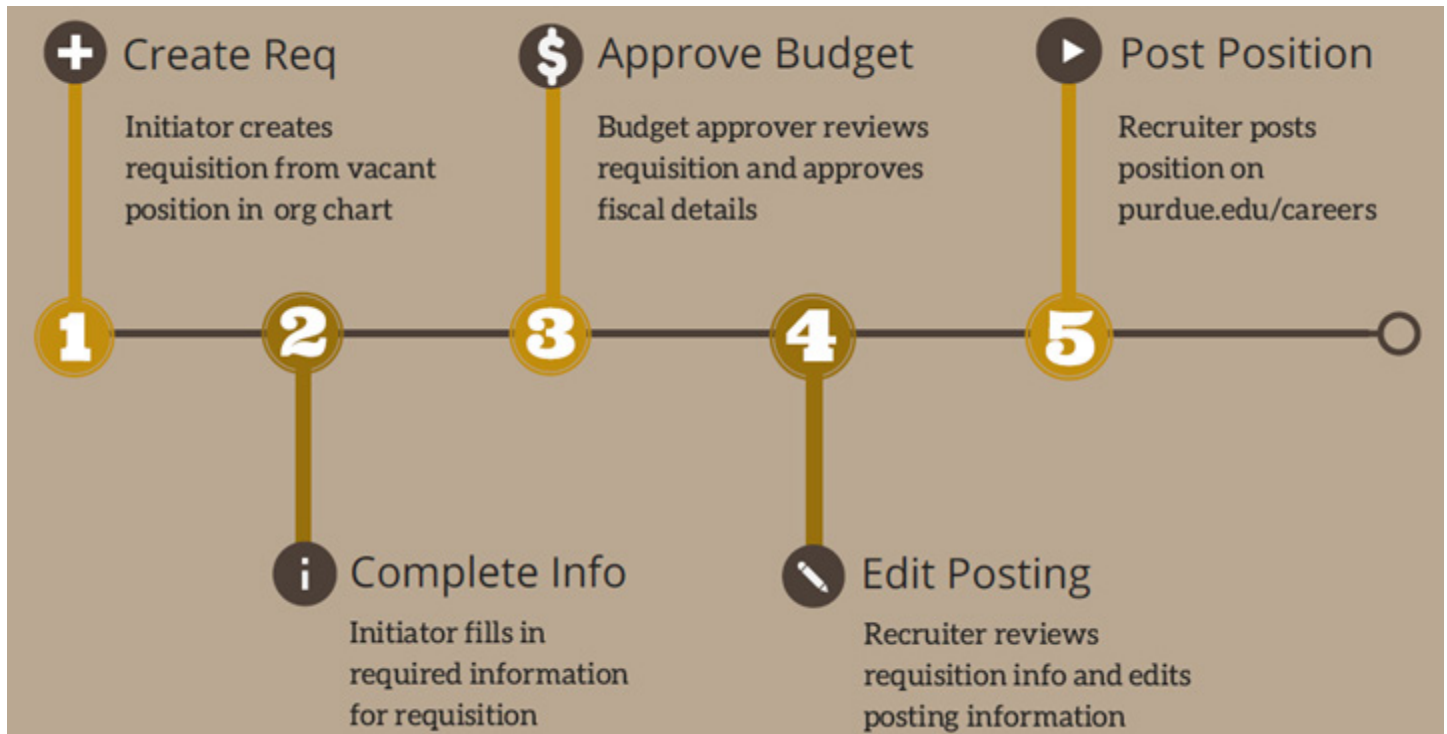 Create Req
Initiator creates
requisition from vacant
position in org chart
Approve Budget
Budget approver reviews
requisition and approves
fiscal details
Post Position
Recruiter posts
position on
purdue.edu/careers
1
2
3
4
5
Complete Info
Initiator fills in
required information
for requisition
Edit Posting
Recruiter reviews
requisition info and edits
posting information